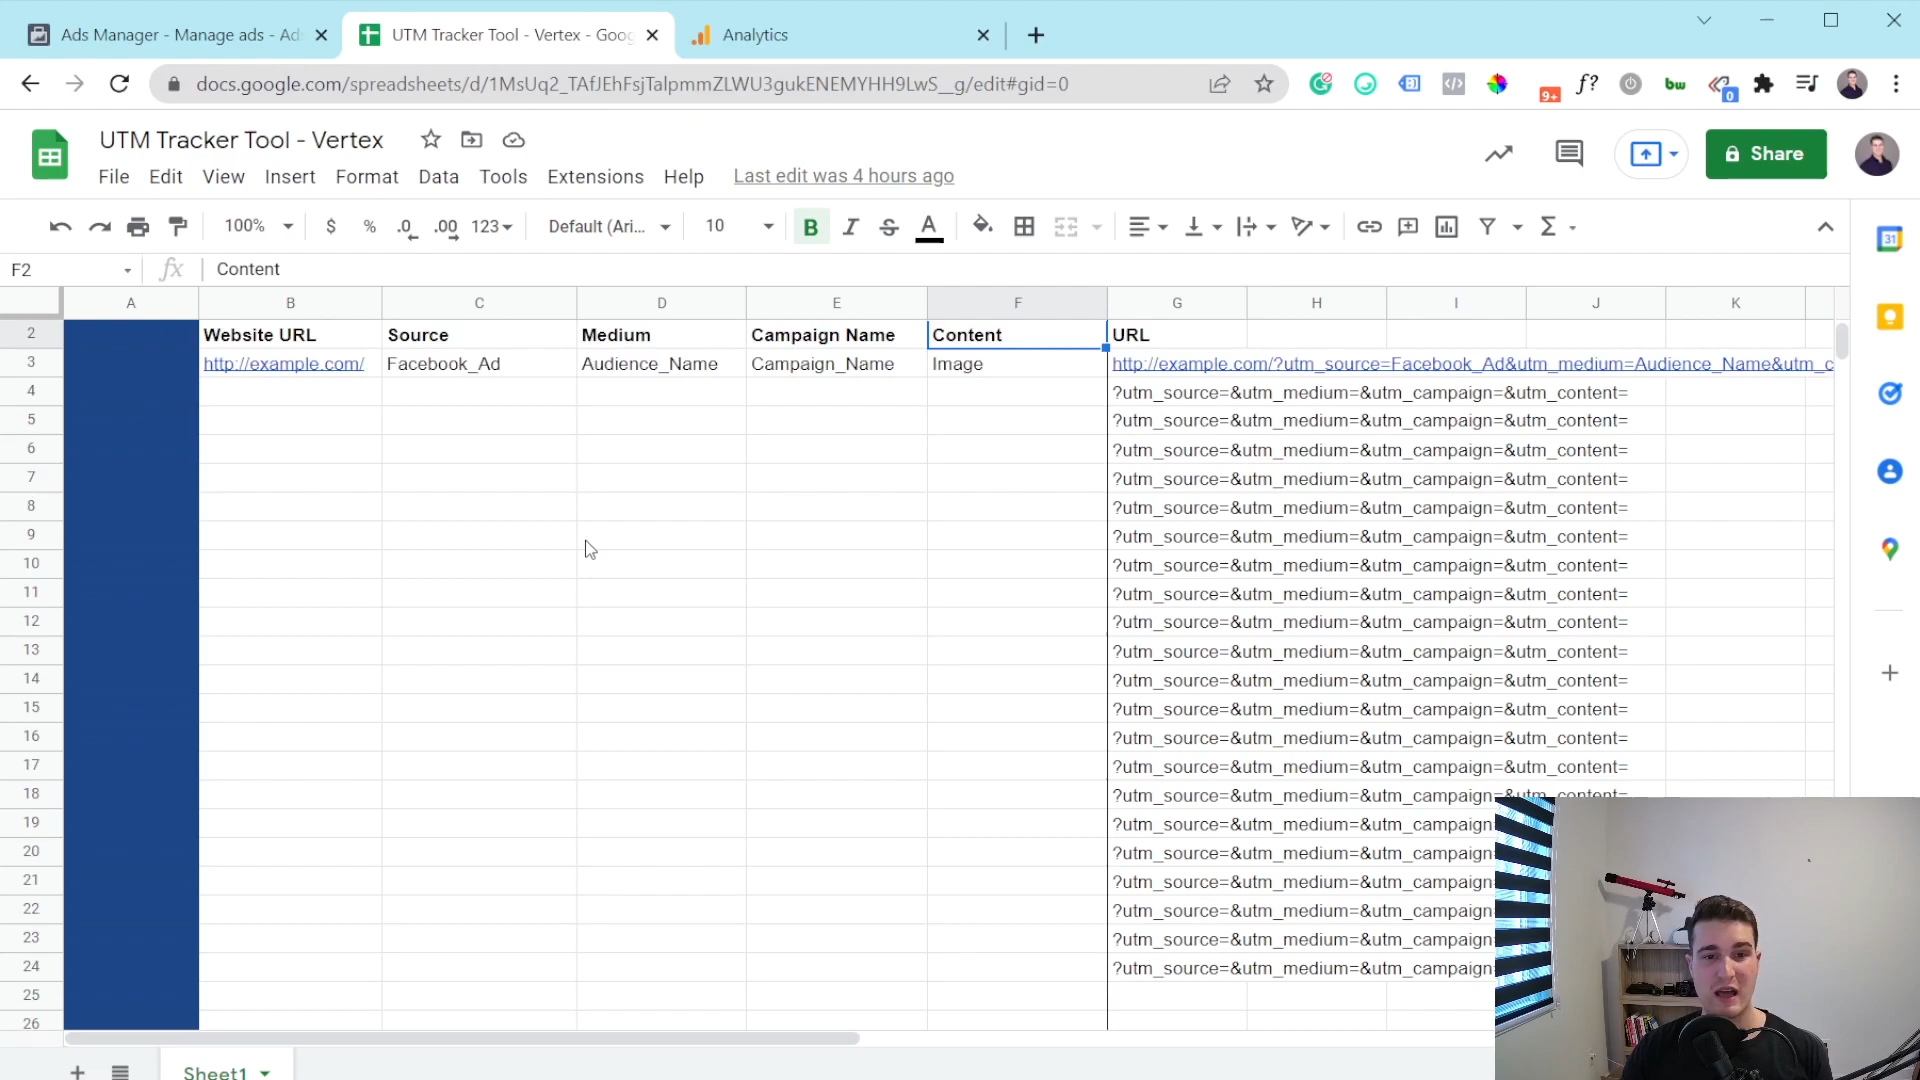 Ads Manager - Manage ads - Ad
UTM Tracker Tool - Vertex - Goog
Analytics
docs.google.com/spreadsheets/d/1MsUq2_TAfJEhFsjTalpmmZLWU3gukENEMYHH9LwS__g/edit#gid=0
9+
f?
bw
0
UTM Tracker Tool - Vertex
File Edit View Insert Format Data Tools Extensions Help Last edit was 4 hours ago
Share
100% $ % .0 .00 123 Default (Ari... 10 B I S A Σ
31
F2 fx Content
A B C D E F G H I J K
2 Website URL Source Medium Campaign Name Content URL
3 http://example.com/ Facebook_Ad Audience_Name Campaign_Name Image http://example.com/?utm_source=Facebook_Ad&utm_medium=Audience_Name&utm_c
4 ?utm_source=&utm_medium=&utm_campaign=&utm_content=
5 ?utm_source=&utm_medium=&utm_campaign=&utm_content=
6 ?utm_source=&utm_medium=&utm_campaign=&utm_content=
7 ?utm_source=&utm_medium=&utm_campaign=&utm_content=
8 ?utm_source=&utm_medium=&utm_campaign=&utm_content=
9 ?utm_source=&utm_medium=&utm_campaign=&utm_content=
10 ?utm_source=&utm_medium=&utm_campaign=&utm_content=
11 ?utm_source=&utm_medium=&utm_campaign=&utm_content=
12 ?utm_source=&utm_medium=&utm_campaign=&utm_content=
13 ?utm_source=&utm_medium=&utm_campaign=&utm_content=
14 ?utm_source=&utm_medium=&utm_campaign=&utm_content=
15 ?utm_source=&utm_medium=&utm_campaign=&utm_content=
16 ?utm_source=&utm_medium=&utm_campaign=&utm_content=
17 ?utm_source=&utm_medium=&utm_campaign=&utm_content=
18 ?utm_source=&utm_medium=&utm_campaign=&utm_content=
19 ?utm_source=&utm_medium=&utm_campaign=
20 ?utm_source=&utm_medium=&utm_campaign=
21 ?utm_source=&utm_medium=&utm_campaign=
22 ?utm_source=&utm_medium=&utm_campaign=
23 ?utm_source=&utm_medium=&utm_campaign=
24 ?utm_source=&utm_medium=&utm_campaign=
25
26
Sheet1